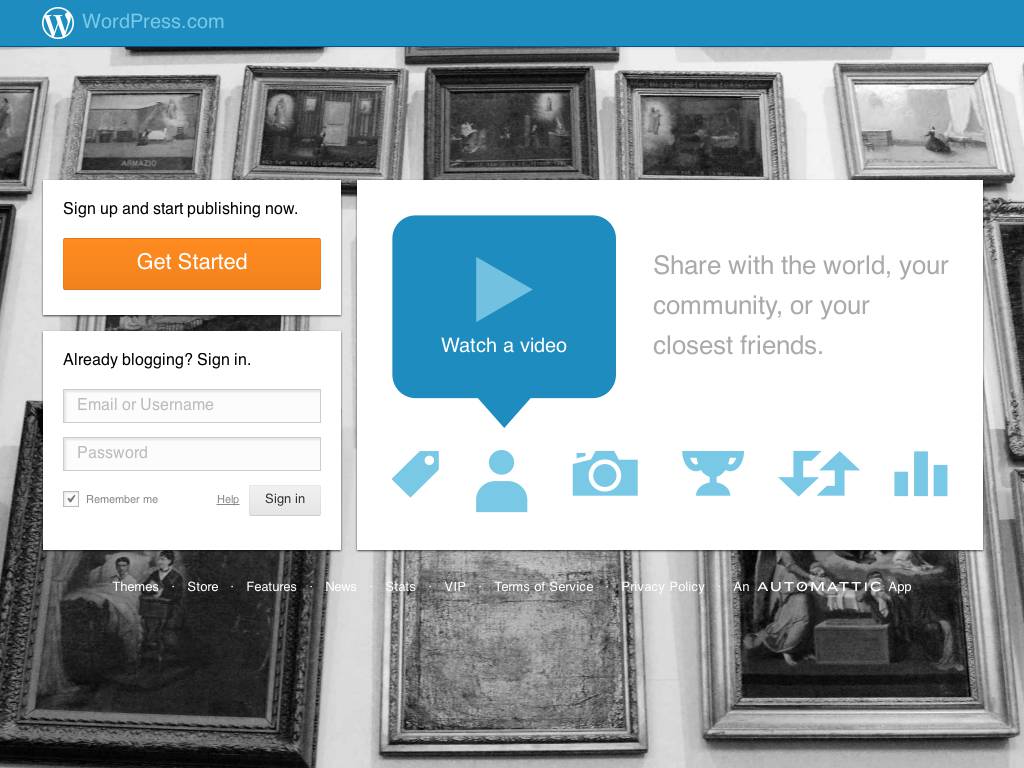 WordPress.com
ARMAZIO
Sign up and start publishing now.
Get Started
Already blogging? Sign in.
Email or Username
Password
Remember me
Help
Sign in
Watch a video
Share with the world, your
community, or your
closest friends.
Themes · Store · Features · News · Stats · VIP · Terms of Service · Privacy Policy · An AUTOMATTIC App